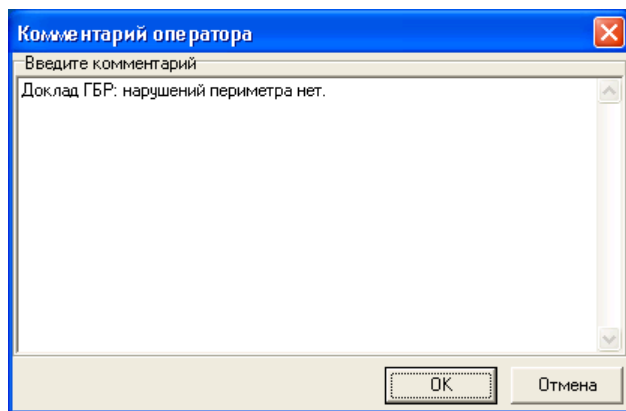 Комментарий оператора
Введите комментарий
Доклад ГБР: нарушений периметра нет.
OK
Отмена